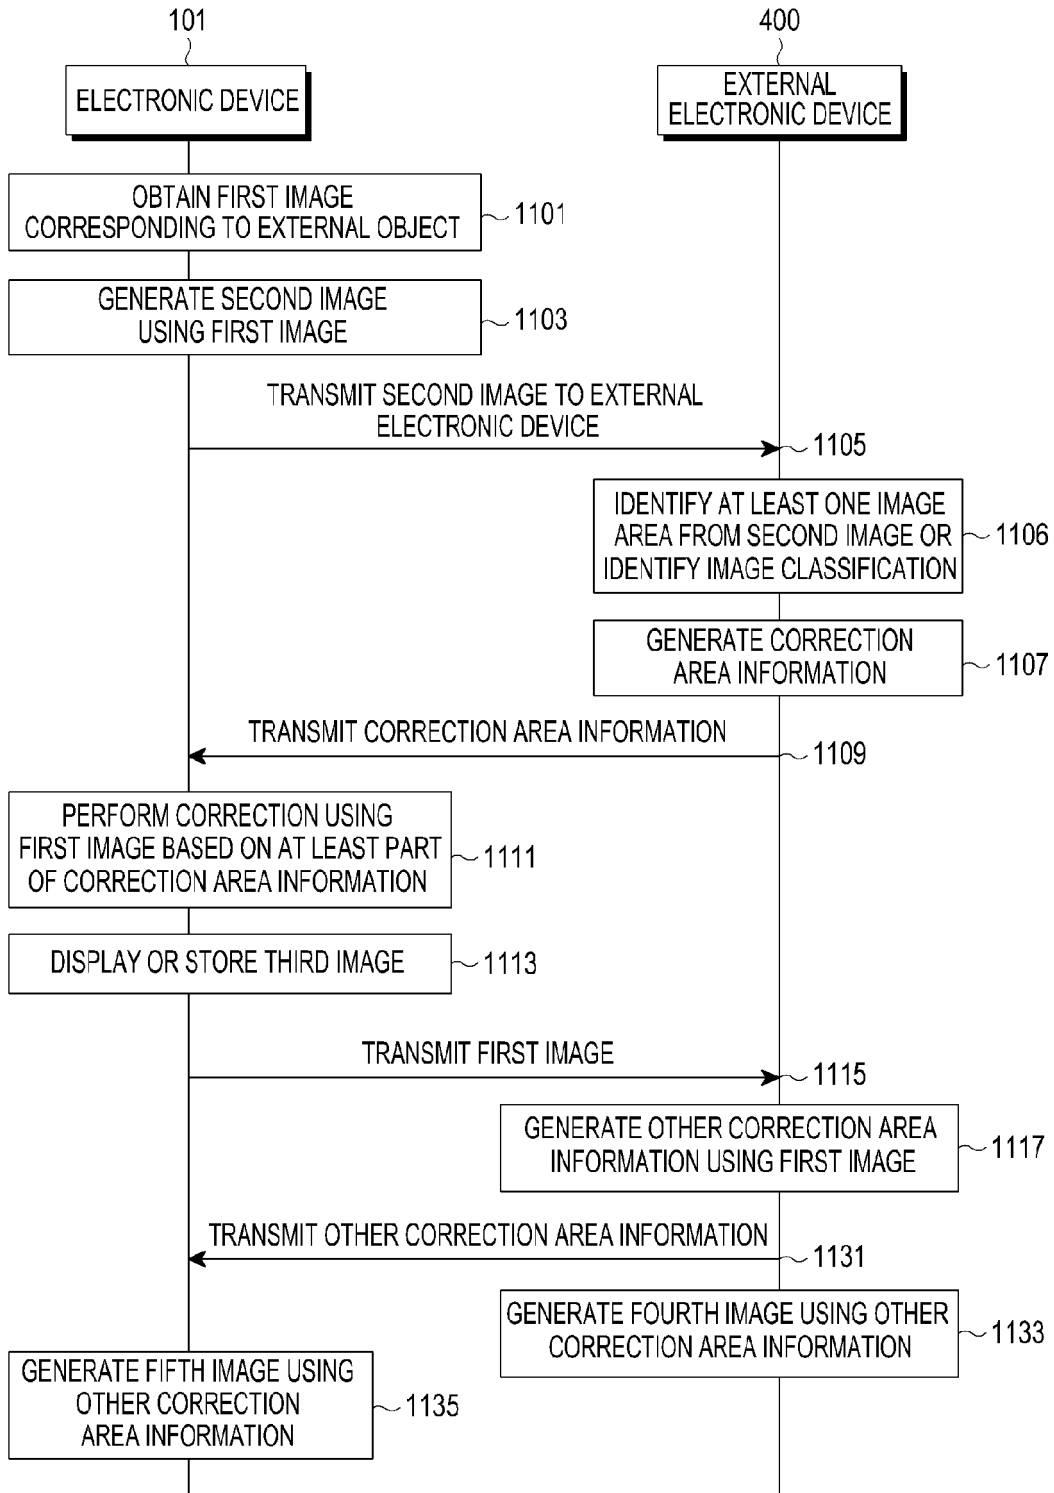 101
400
ELECTRONIC DEVICE
EXTERNAL
ELECTRONIC DEVICE
OBTAIN FIRST IMAGE
CORRESPONDING TO EXTERNAL OBJECT
1101
GENERATE SECOND IMAGE
USING FIRST IMAGE
1103
TRANSMIT SECOND IMAGE TO EXTERNAL
ELECTRONIC DEVICE
1105
IDENTIFY AT LEAST ONE IMAGE
AREA FROM SECOND IMAGE OR
IDENTIFY IMAGE CLASSIFICATION
1106
GENERATE CORRECTION
AREA INFORMATION
1107
TRANSMIT CORRECTION AREA INFORMATION
1109
PERFORM CORRECTION USING
FIRST IMAGE BASED ON AT LEAST PART
OF CORRECTION AREA INFORMATION
1111
DISPLAY OR STORE THIRD IMAGE
1113
TRANSMIT FIRST IMAGE
1115
GENERATE OTHER CORRECTION AREA
INFORMATION USING FIRST IMAGE
1117
TRANSMIT OTHER CORRECTION AREA INFORMATION
1131
GENERATE FOURTH IMAGE USING OTHER
CORRECTION AREA INFORMATION
1133
GENERATE FIFTH IMAGE USING
OTHER CORRECTION
AREA INFORMATION
1135